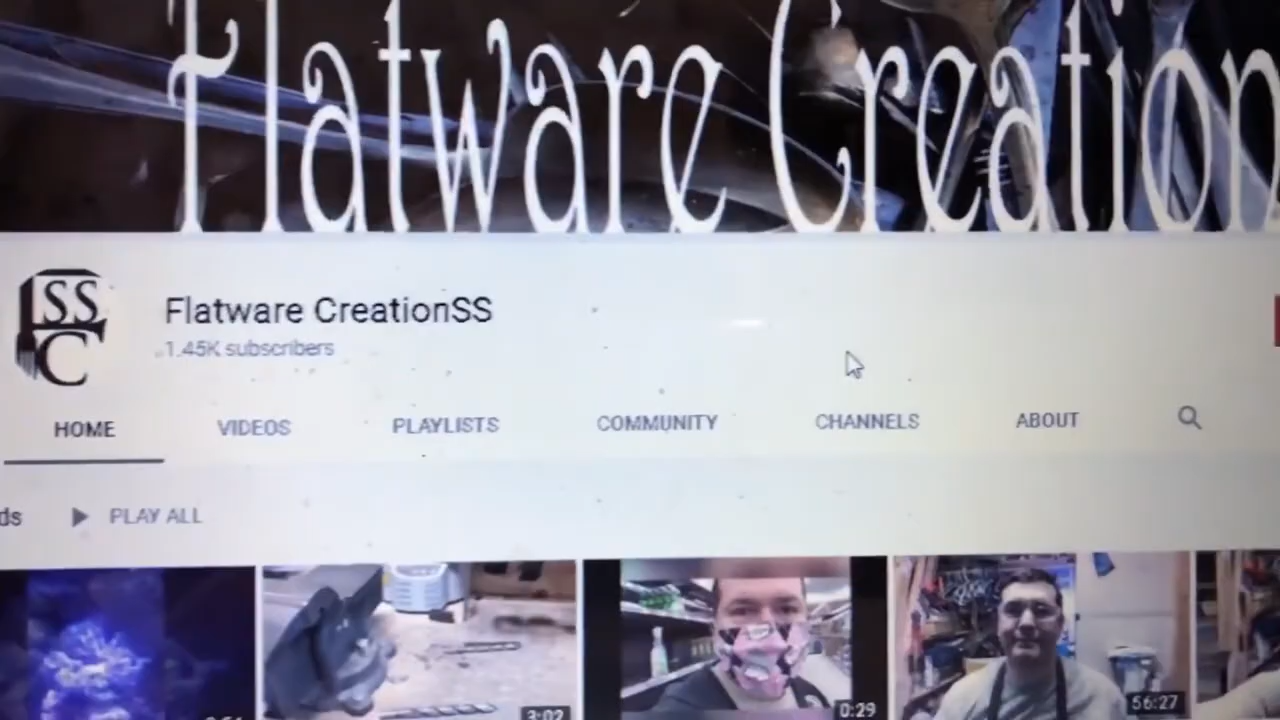 Flatware Creation
SS
C
Flatware CreationSS
1.45K subscribers
HOME VIDEOS PLAYLISTS COMMUNITY CHANNELS ABOUT
ds PLAY ALL
3:02 0:29 56:27